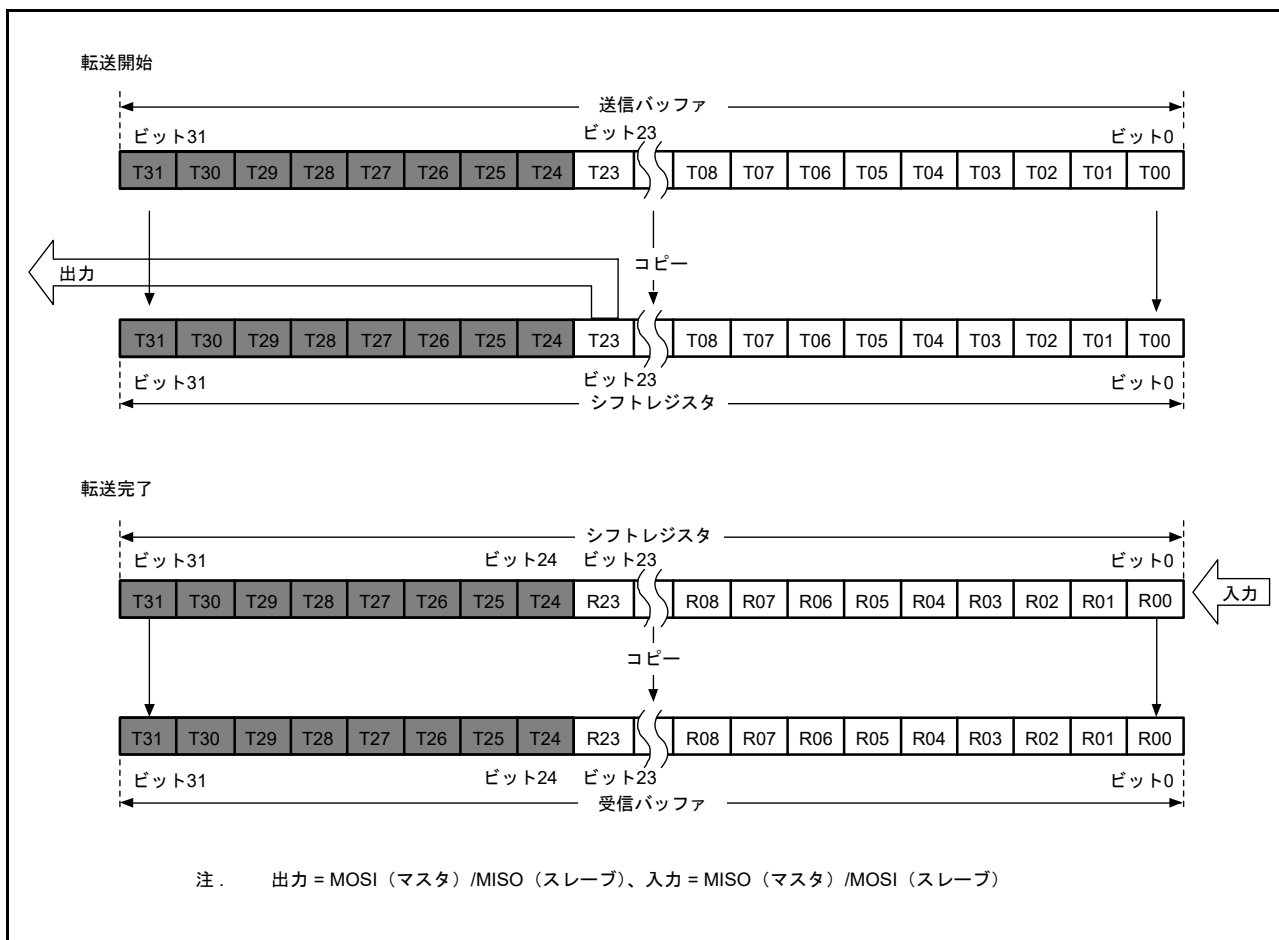 転送開始
送信バッファ
ビット31 ビット23 ビット0
T31 T30 T29 T28 T27 T26 T25 T24 T23 T08 T07 T06 T05 T04 T03 T02 T01 T00
コピー
出力
T31 T30 T29 T28 T27 T26 T25 T24 T23 T08 T07 T06 T05 T04 T03 T02 T01 T00
ビット31 ビット23 ビット0
シフトレジスタ
転送完了
シフトレジスタ
ビット31 ビット24 ビット23 ビット0
T31 T30 T29 T28 T27 T26 T25 T24 R23 R08 R07 R06 R05 R04 R03 R02 R01 R00
入力
コピー
T31 T30 T29 T28 T27 T26 T25 T24 R23 R08 R07 R06 R05 R04 R03 R02 R01 R00
ビット31 ビット24 ビット23 ビット0
受信バッファ
注． 出力 = MOSI（マスタ）/MISO（スレーブ）、入力 = MISO（マスタ）/MOSI（スレーブ）